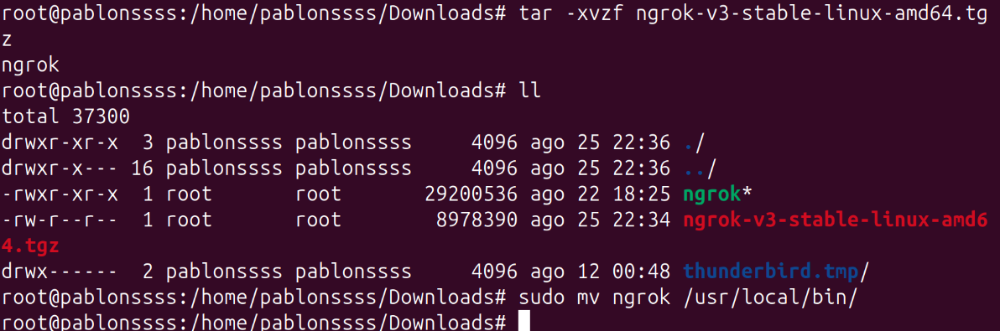 root@pablonssss:/home/pablonssss/Downloads# tar -xvzf ngrok-v3-stable-linux-amd64.tg
z
ngrok
root@pablonssss:/home/pablonssss/Downloads# ll
total 37300
drwxr-xr-x  3 pablonssss pablonssss     4096 ago 25 22:36 ./
drwxr-x--- 16 pablonssss pablonssss     4096 ago 25 22:36 ../
-rwxr-xr-x  1 root       root       29200536 ago 22 18:25 ngrok*
-rw-r--r--  1 root       root        8978390 ago 25 22:34 ngrok-v3-stable-linux-amd6
4.tgz
drwx------  2 pablonssss pablonssss     4096 ago 12 00:48 thunderbird.tmp/
root@pablonssss:/home/pablonssss/Downloads# sudo mv ngrok /usr/local/bin/
root@pablonssss:/home/pablonssss/Downloads#